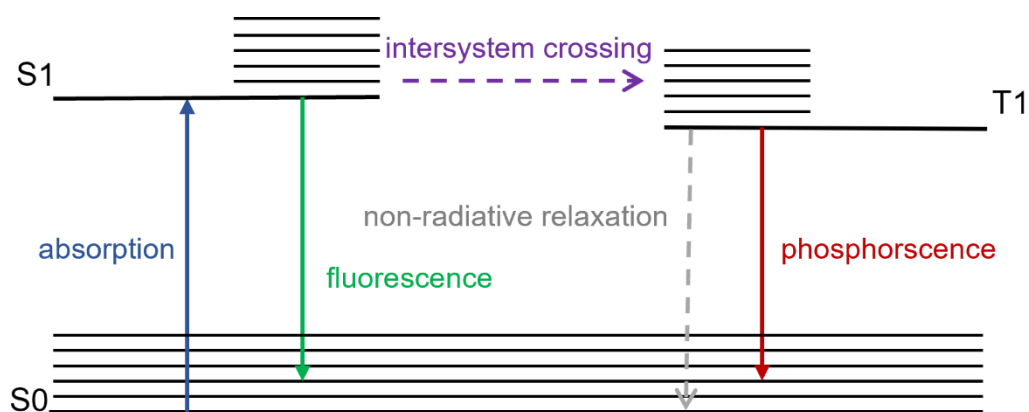 intersystem crossing
S1
T1
non-radiative relaxation
absorption
phosphorscence
fluorescence
S0